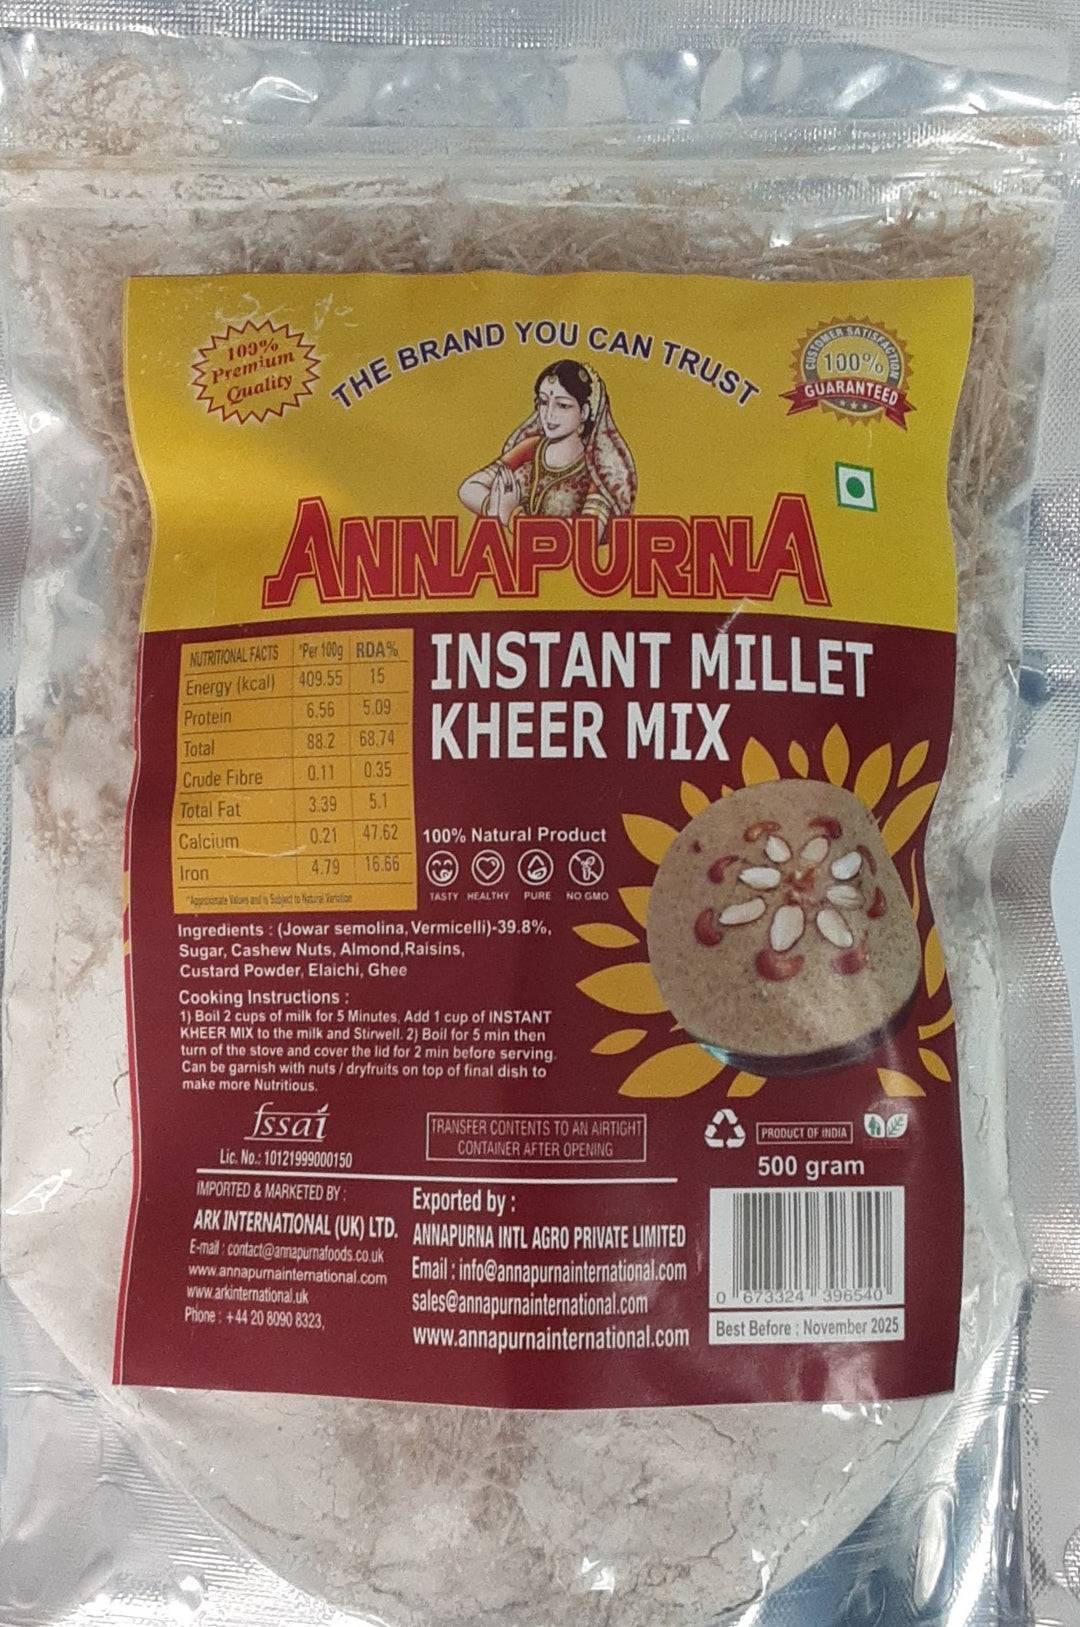 100%
Premium
Quality
THE BRAND YOU CAN TRUST
CUSTOMER SATISFACTION
100%
GUARANTEED
ANNAPURNA
INSTANT MILLET
KHEER MIX
NUTRITIONAL FACTS *Per 100g RDA%
Energy (kcal) 409.55 15
Protein 6.56 5.09
Total 88.2 68.74
Crude Fibre 0.11 0.35
Total Fat 3.39 5.1
Calcium 0.21 47.62
Iron 4.79 16.66
*Approximate Values and is Subject to Natural Variation
100% Natural Product
TASTY HEALTHY PURE NO GMO
Ingredients : (Jowar semolina, Vermicelli)-39.8%,
Sugar, Cashew Nuts, Almond,Raisins,
Custard Powder, Elaichi, Ghee
Cooking Instructions :
1) Boil 2 cups of milk for 5 Minutes, Add 1 cup of INSTANT
KHEER MIX to the milk and Stirwell. 2) Boil for 5 min then
turn of the stove and cover the lid for 2 min before serving.
Can be garnish with nuts / dryfruits on top of final dish to
make more Nutritious.
fssai
Lic. No.: 10121999000150
TRANSFER CONTENTS TO AN AIRTIGHT
CONTAINER AFTER OPENING
PRODUCT OF INDIA
500 gram
IMPORTED & MARKETED BY :
ARK INTERNATIONAL (UK) LTD.
E-mail : contact@annapurnafoods.co.uk
www.annapurnainternational.com
www.arkinternational.uk
Phone : +44 20 8090 8323,
Exported by :
ANNAPURNA INTL AGRO PRIVATE LIMITED
Email : info@annapurnainternational.com
sales@annapurnainternational.com
www.annapurnainternational.com
0 673324 396540
Best Before : November 2025